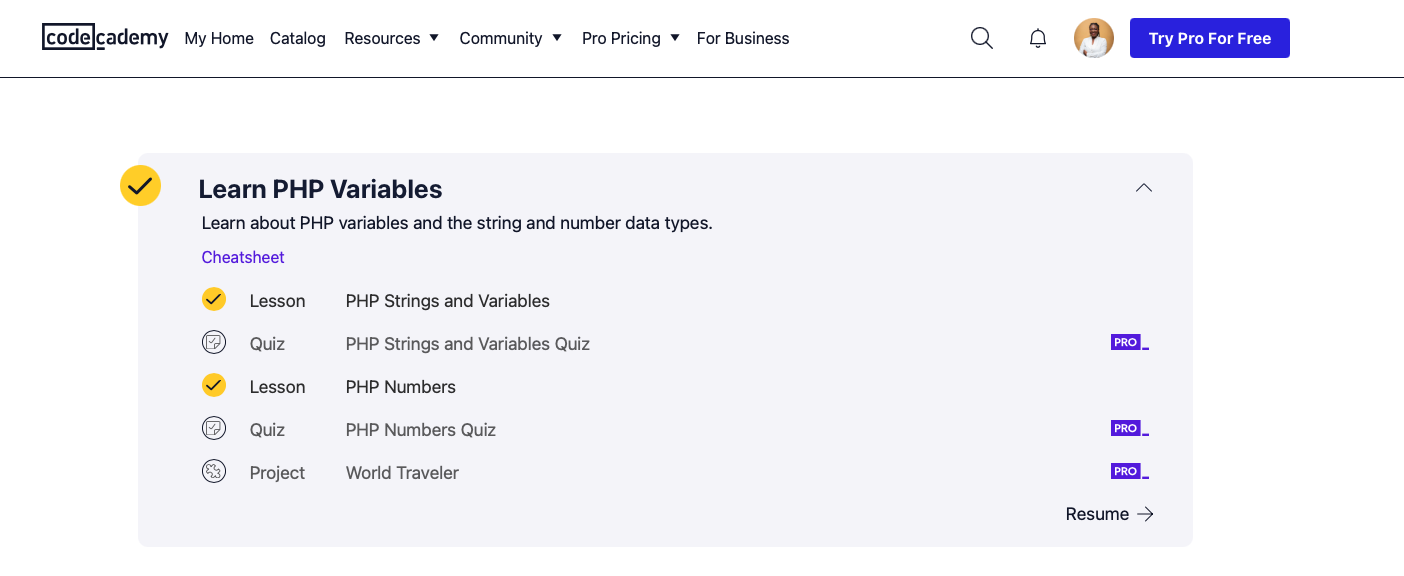 codecademy My Home Catalog Resources Community Pro Pricing For Business Try Pro For Free
Learn PHP Variables
Learn about PHP variables and the string and number data types.
Cheatsheet
Lesson PHP Strings and Variables
Quiz PHP Strings and Variables Quiz PRO
Lesson PHP Numbers
Quiz PHP Numbers Quiz PRO
Project World Traveler PRO
Resume